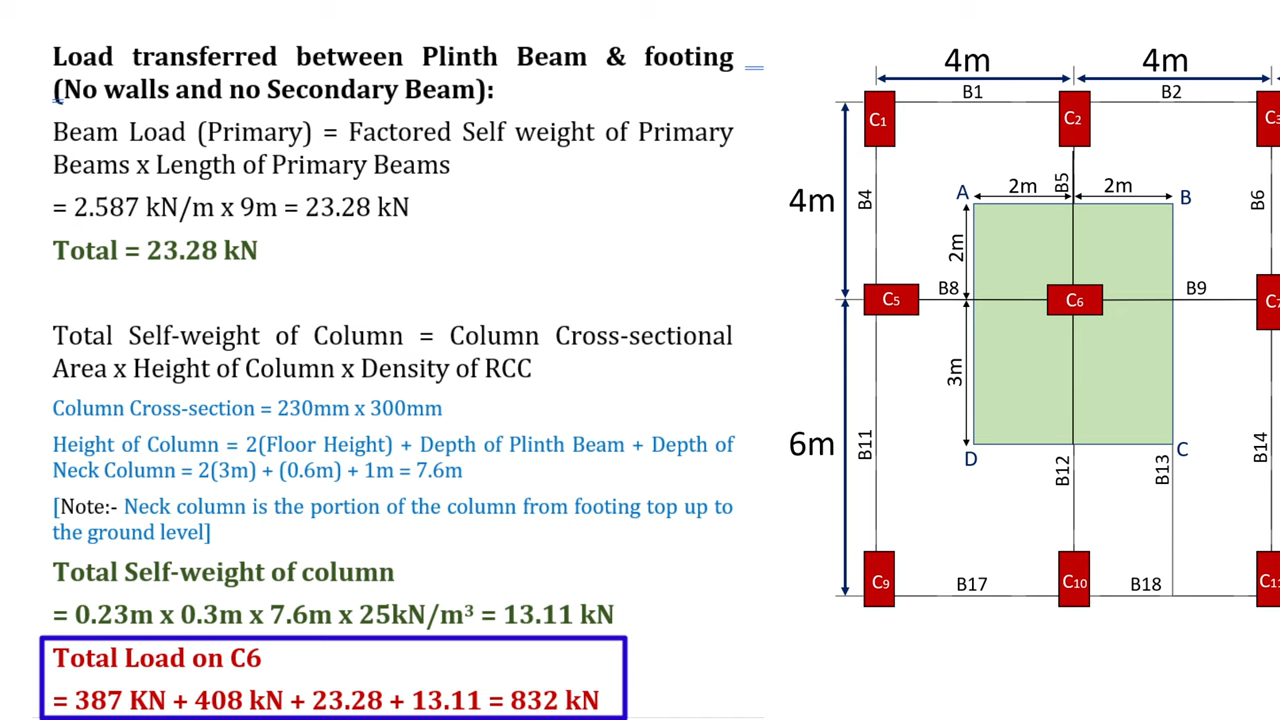 Load transferred between Plinth Beam & footing
(No walls and no Secondary Beam):
Beam Load (Primary) = Factored Self weight of Primary
Beams x Length of Primary Beams
= 2.587 kN/m x 9m = 23.28 kN
Total = 23.28 kN
Total Self-weight of Column = Column Cross-sectional
Area x Height of Column x Density of RCC
Column Cross-section = 230mm x 300mm
Height of Column = 2(Floor Height) + Depth of Plinth Beam + Depth of
Neck Column = 2(3m) + (0.6m) + 1m = 7.6m
[Note:- Neck column is the portion of the column from footing top up to
the ground level]
Total Self-weight of column
= 0.23m x 0.3m x 7.6m x 25kN/m³ = 13.11 kN
Total Load on C6
= 387 KN + 408 kN + 23.28 + 13.11 = 832 kN
4m 4m
B1 B2
C1 C2 C3
A 2m B5 2m B
4m B4 2m B6
B8 B9
C5 C6 C7
3m
6m B11 D B12 B13 C B14
C9 B17 C10 B18 C11